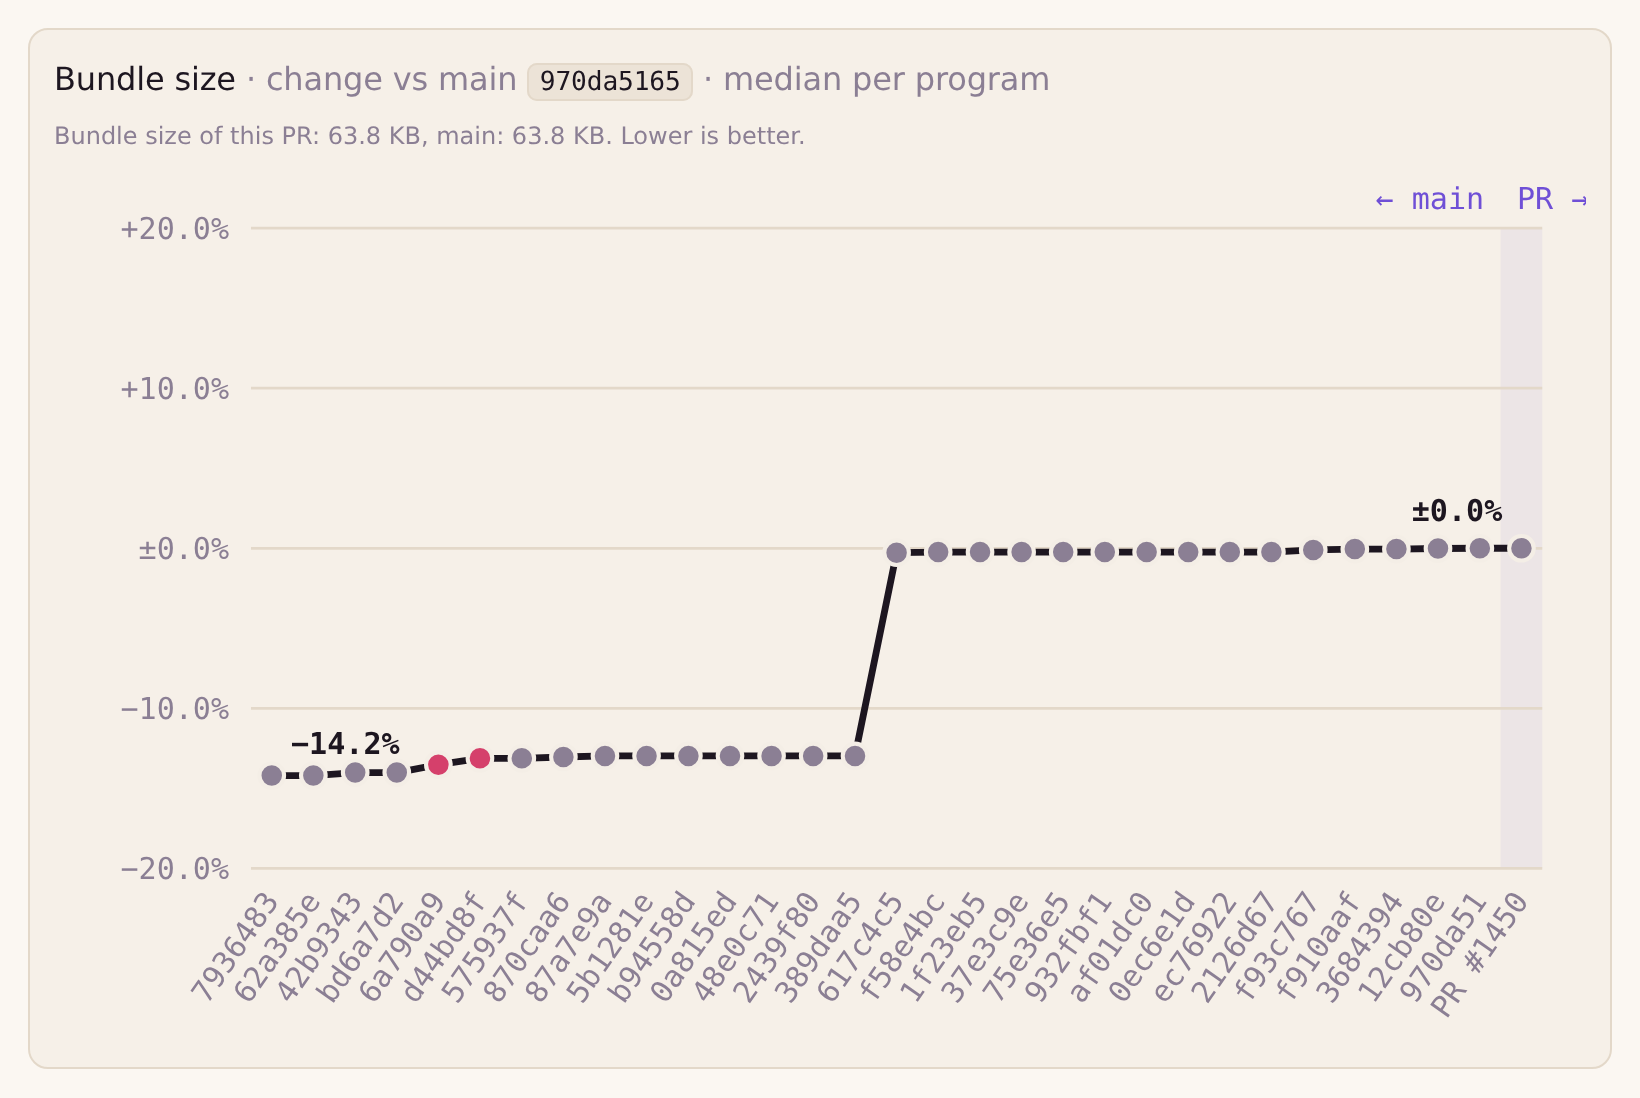 Bundle size · change vs main 970da5165 · median per program
Bundle size of this PR: 63.8 KB, main: 63.8 KB. Lower is better.
← main PR →
+20.0%
+10.0%
±0.0%
−10.0%
−20.0%
−14.2%
±0.0%
7936483
62a385e
42b9343
bd6a7d2
6a790a9
d44bd8f
575937f
870caa6
87a7e9a
5b1281e
b94558d
0a815ed
48e0c71
2439f80
389daa5
617c4c5
f58e4bc
1f23eb5
37e3c9e
75e36e5
932fbf1
af01dc0
0ec6e1d
ec76922
2126d67
f93c767
f910aaf
3684394
12cb80e
970da51
PR #1450